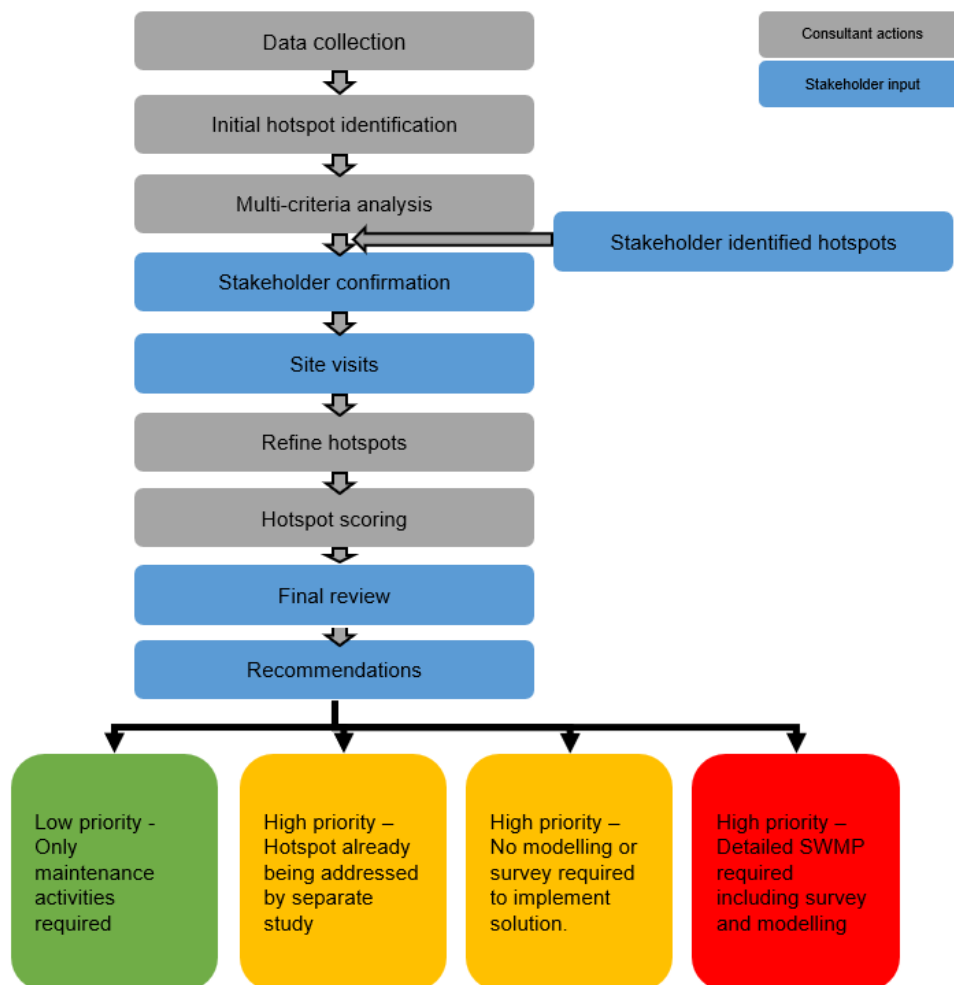 Data collection
Consultant actions
Stakeholder input
Initial hotspot identification
Multi-criteria analysis
Stakeholder identified hotspots
Stakeholder confirmation
Site visits
Refine hotspots
Hotspot scoring
Final review
Recommendations
Low priority -
Only
maintenance
activities
required
High priority –
Hotspot already
being addressed
by separate
study
High priority –
No modelling or
survey required
to implement
solution.
High priority –
Detailed SWMP
required
including survey
and modelling